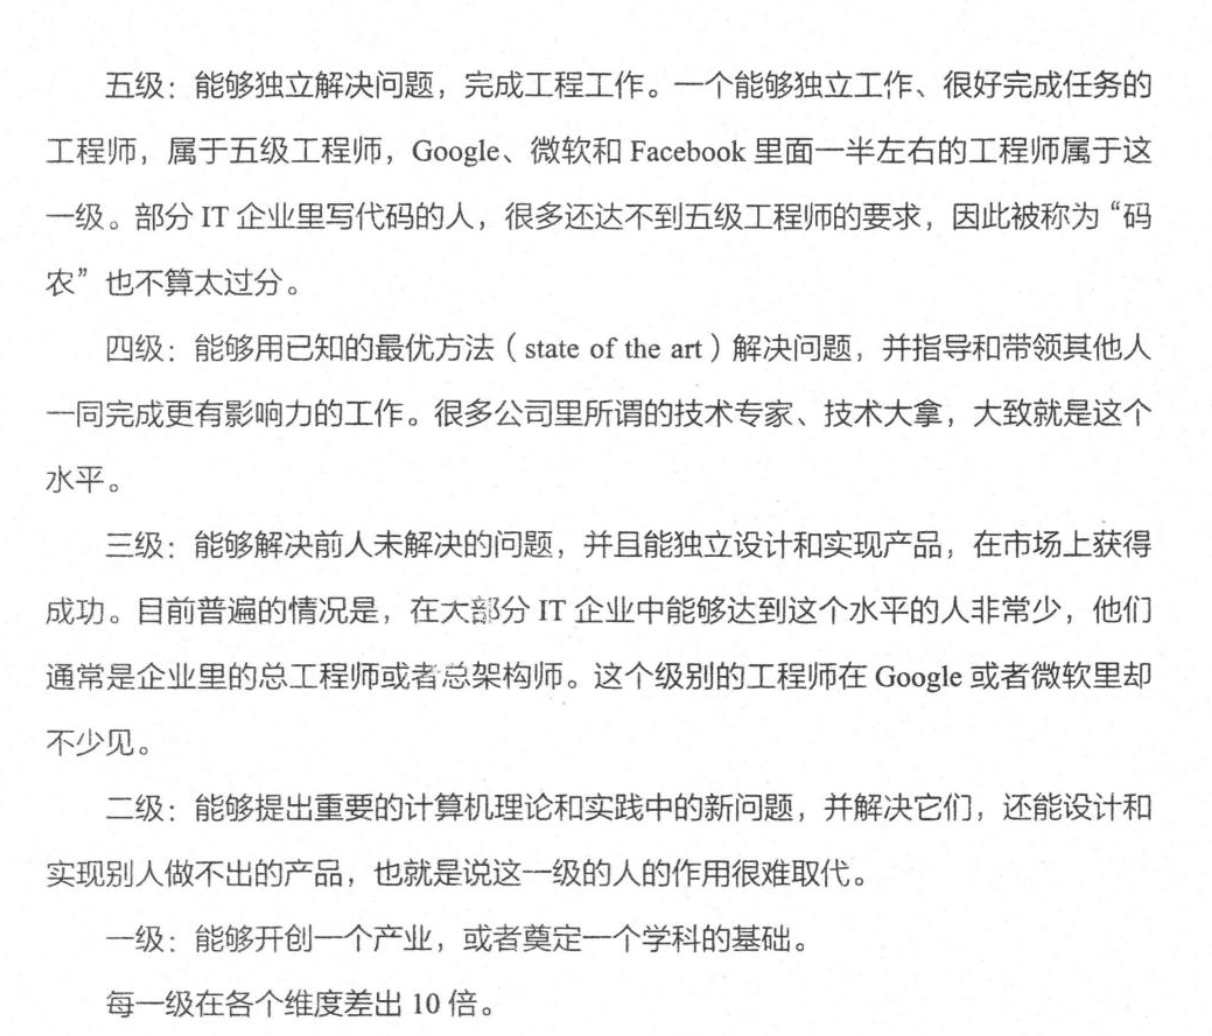 五级：能够独立解决问题，完成工程工作。一个能够独立工作、很好完成任务的
工程师，属于五级工程师，Google、微软和 Facebook 里面一半左右的工程师属于这
一级。部分 IT 企业里写代码的人，很多还达不到五级工程师的要求，因此被称为“码
农”也不算太过分。
四级：能够用已知的最优方法（state of the art）解决问题，并指导和带领其他人
一同完成更有影响力的工作。很多公司里所谓的技术专家、技术大拿，大致就是这个
水平。
三级：能够解决前人未解决的问题，并且能独立设计和实现产品，在市场上获得
成功。目前普遍的情况是，在大部分 IT 企业中能够达到这个水平的人非常少，他们
通常是企业里的总工程师或者总架构师。这个级别的工程师在 Google 或者微软里却
不少见。
二级：能够提出重要的计算机理论和实践中的新问题，并解决它们，还能设计和
实现别人做不出的产品，也就是说这一级的人的作用很难取代。
一级：能够开创一个产业，或者奠定一个学科的基础。
每一级在各个维度差出 10 倍。